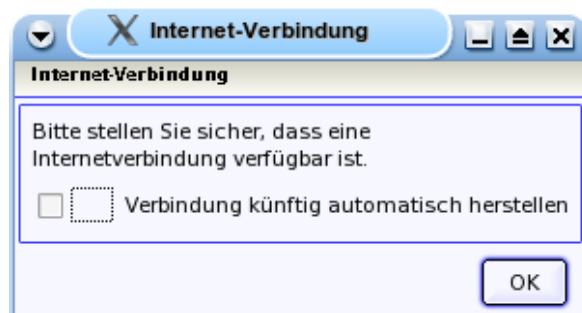 Internet-Verbindung
Internet-Verbindung
Bitte stellen Sie sicher, dass eine
Internetverbindung verfügbar ist.
Verbindung künftig automatisch herstellen
OK